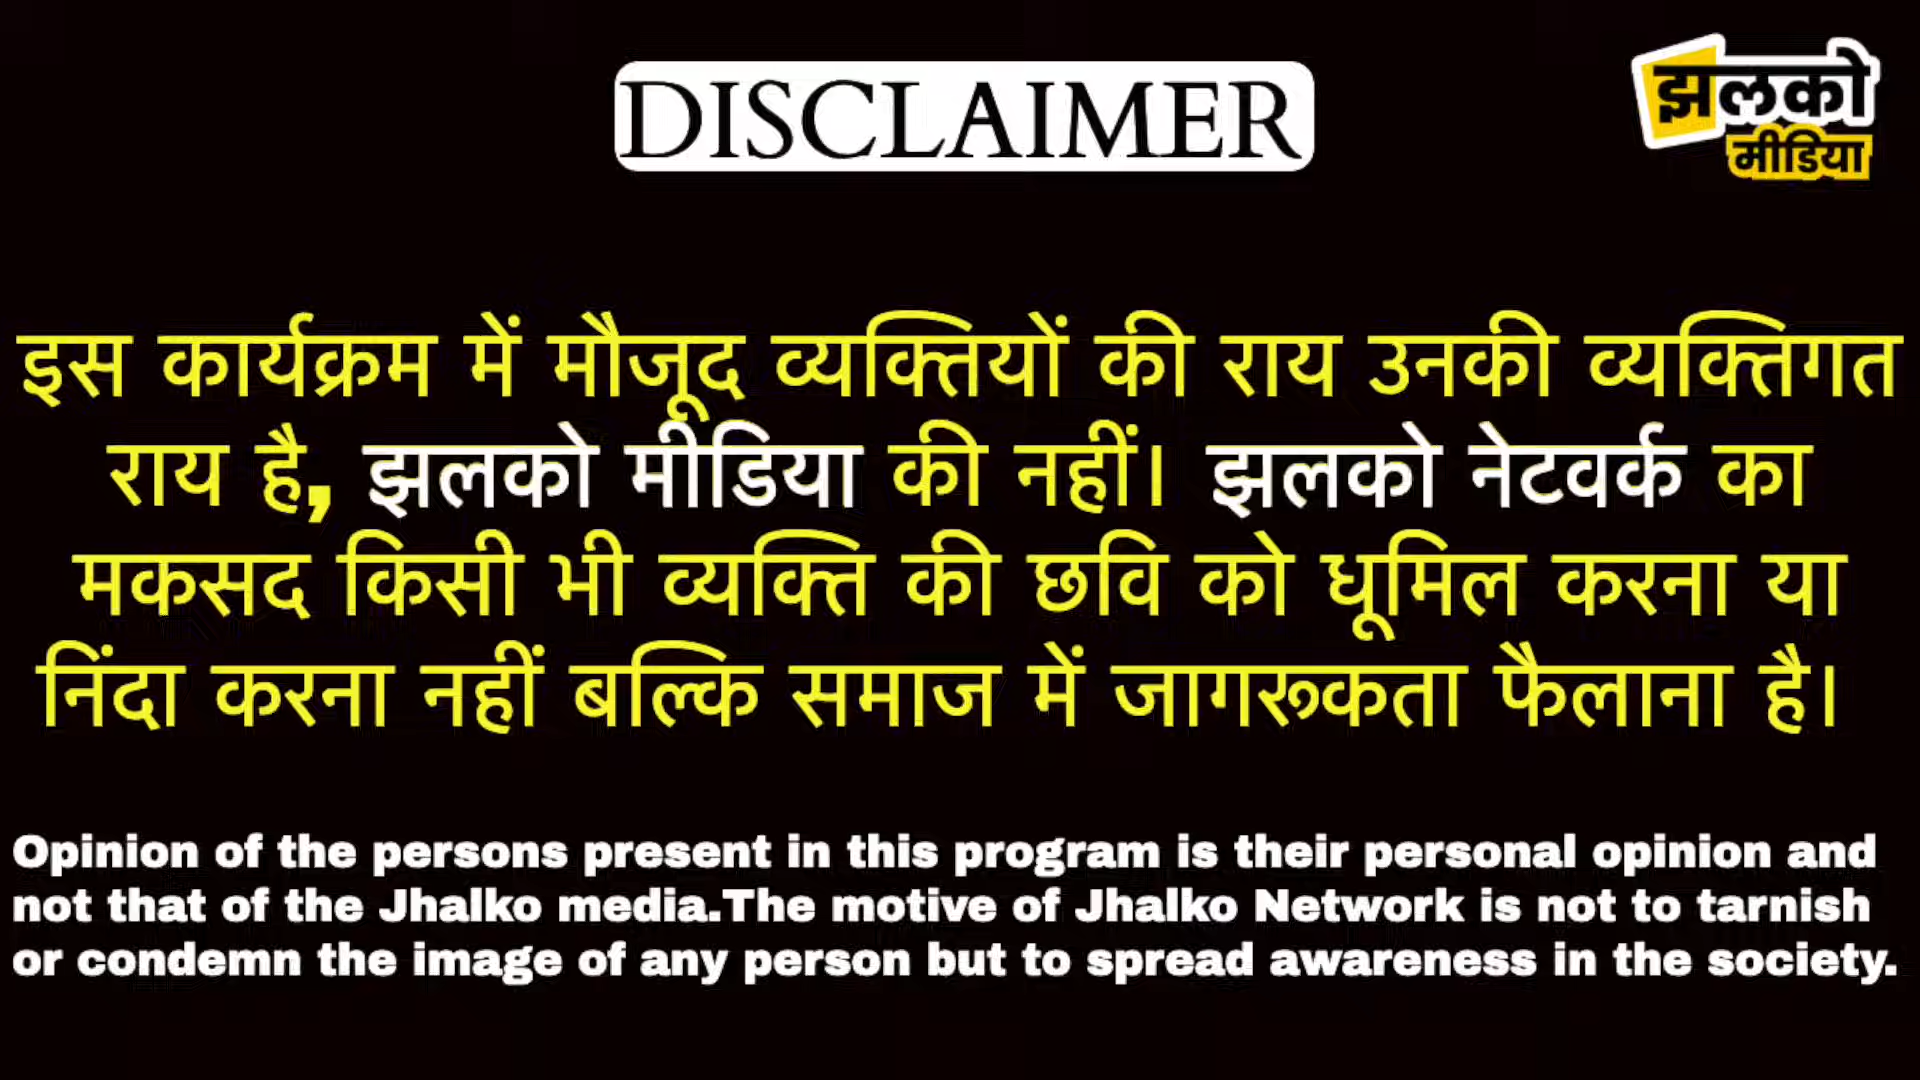 DISCLAIMER
झलको
मीडिया
इस कार्यक्रम में मौजूद व्यक्तियों की राय उनकी व्यक्तिगत
राय है, झलको मीडिया की नहीं। झलको नेटवर्क का
मकसद किसी भी व्यक्ति की छवि को धूमिल करना या
निंदा करना नहीं बल्कि समाज में जागरूकता फैलाना है।
Opinion of the persons present in this program is their personal opinion and
not that of the Jhalko media.The motive of Jhalko Network is not to tarnish
or condemn the image of any person but to spread awareness in the society.